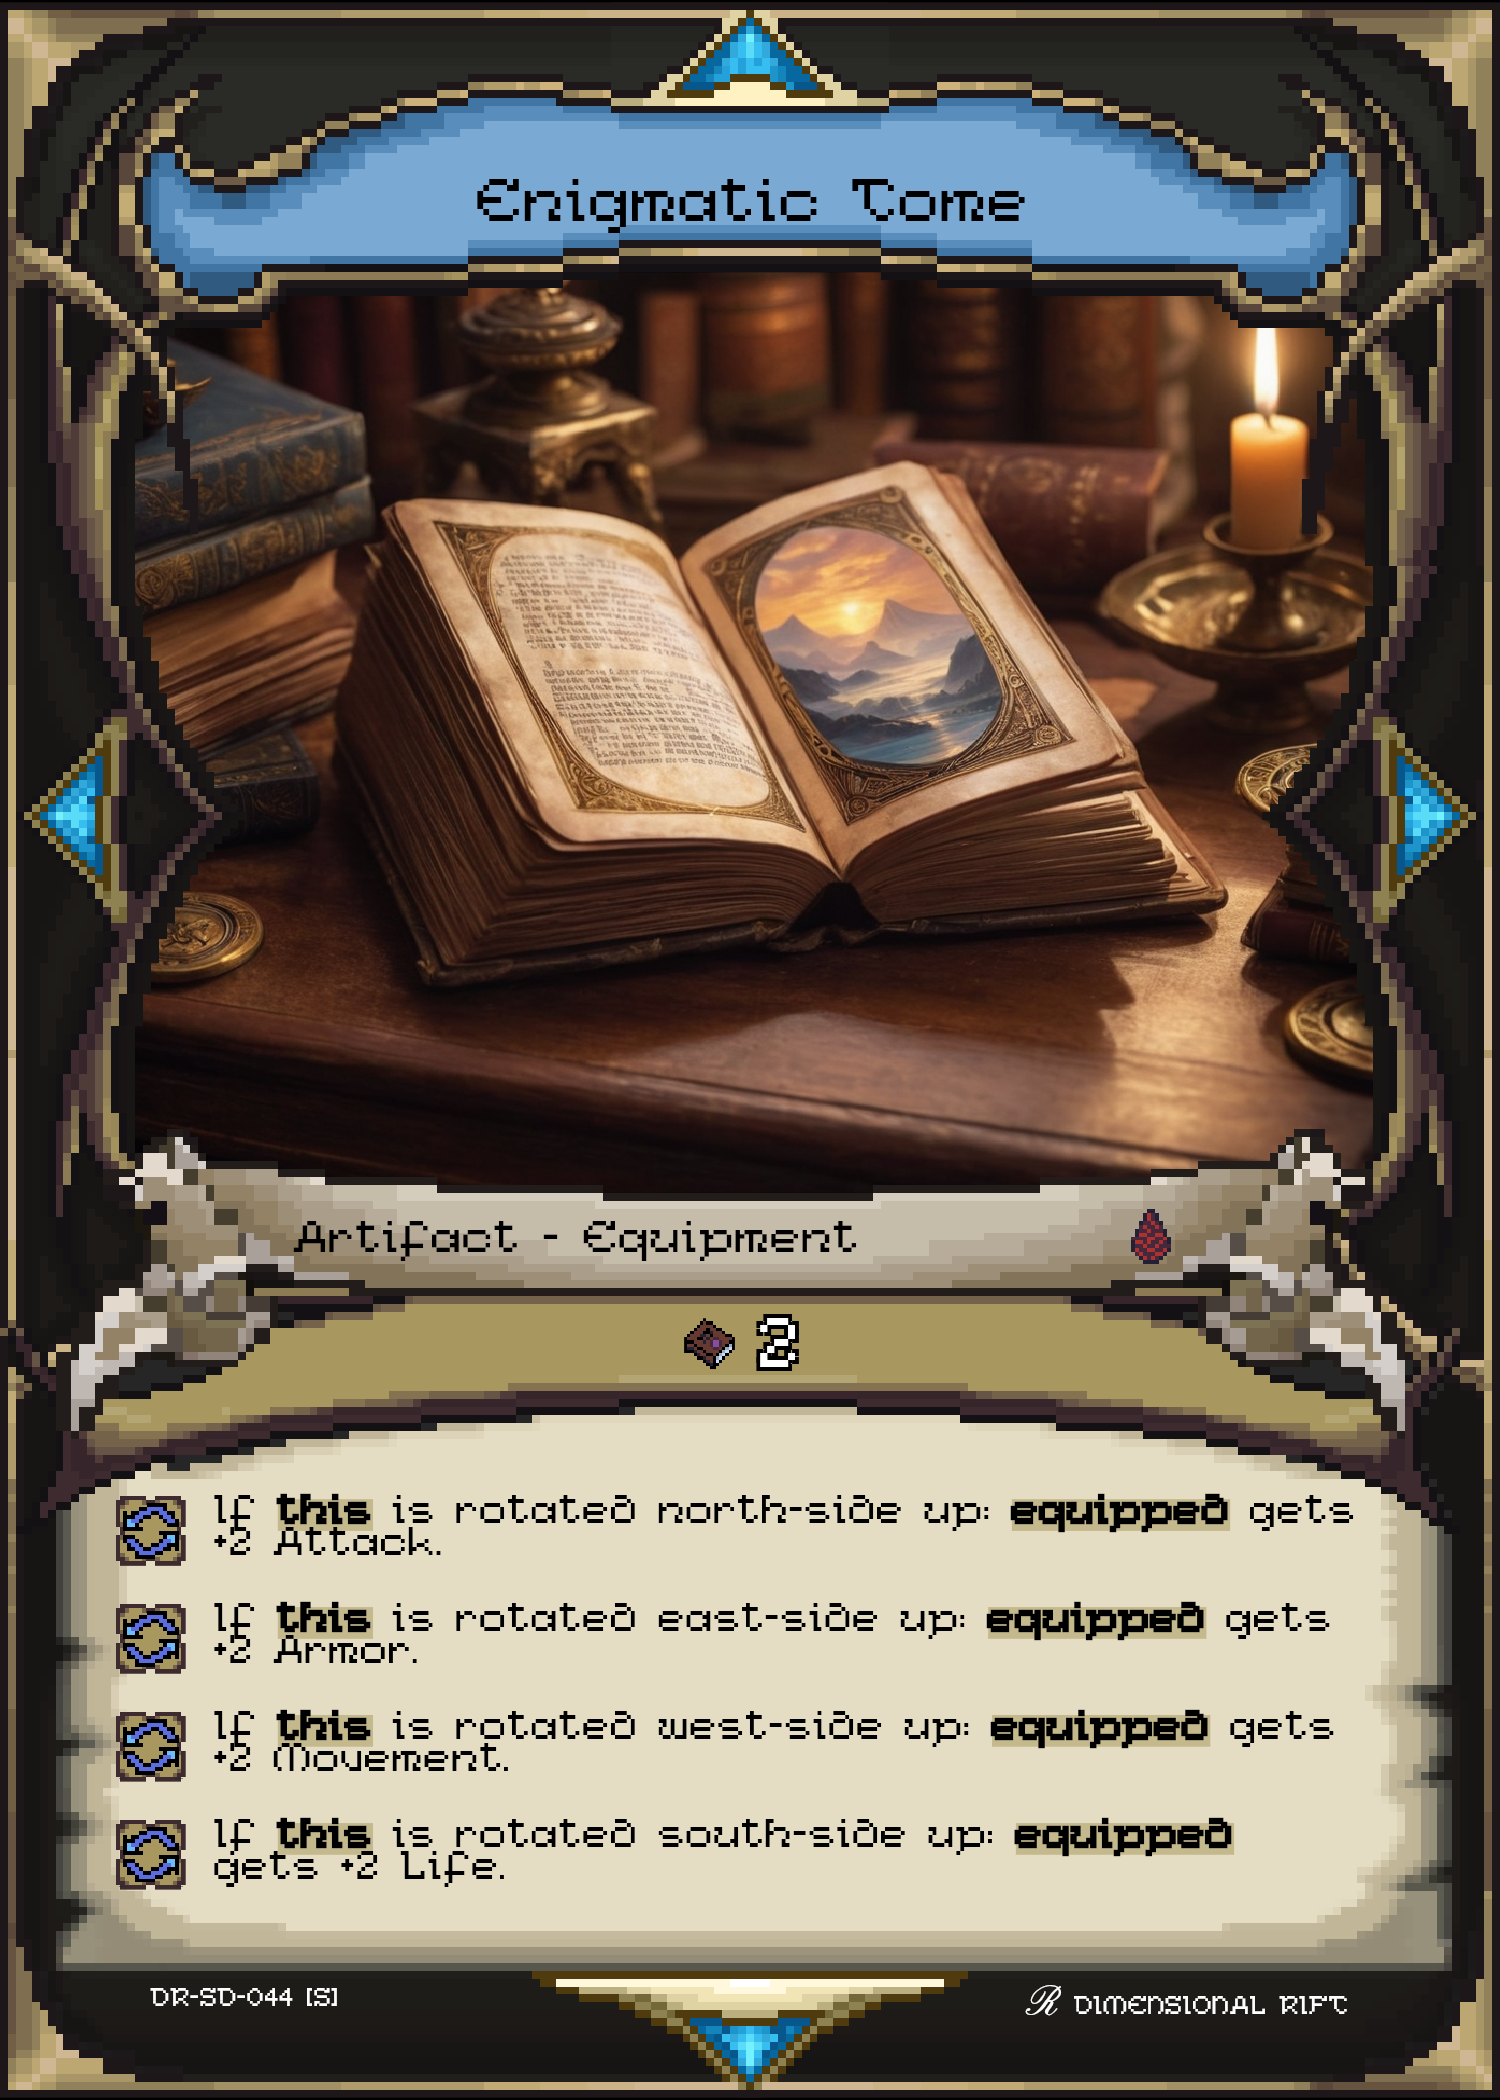 Enigmatic Tome
Artifact - Equipment
2
If this is rotated north-side up: equipped gets
+2 Attack.
If this is rotated east-side up: equipped gets
+2 Armor.
If this is rotated west-side up: equipped gets
+2 Movement.
If this is rotated south-side up: equipped
gets +2 Life.
DR-SD-044 [S]
R DIMENSIONAL RIFT